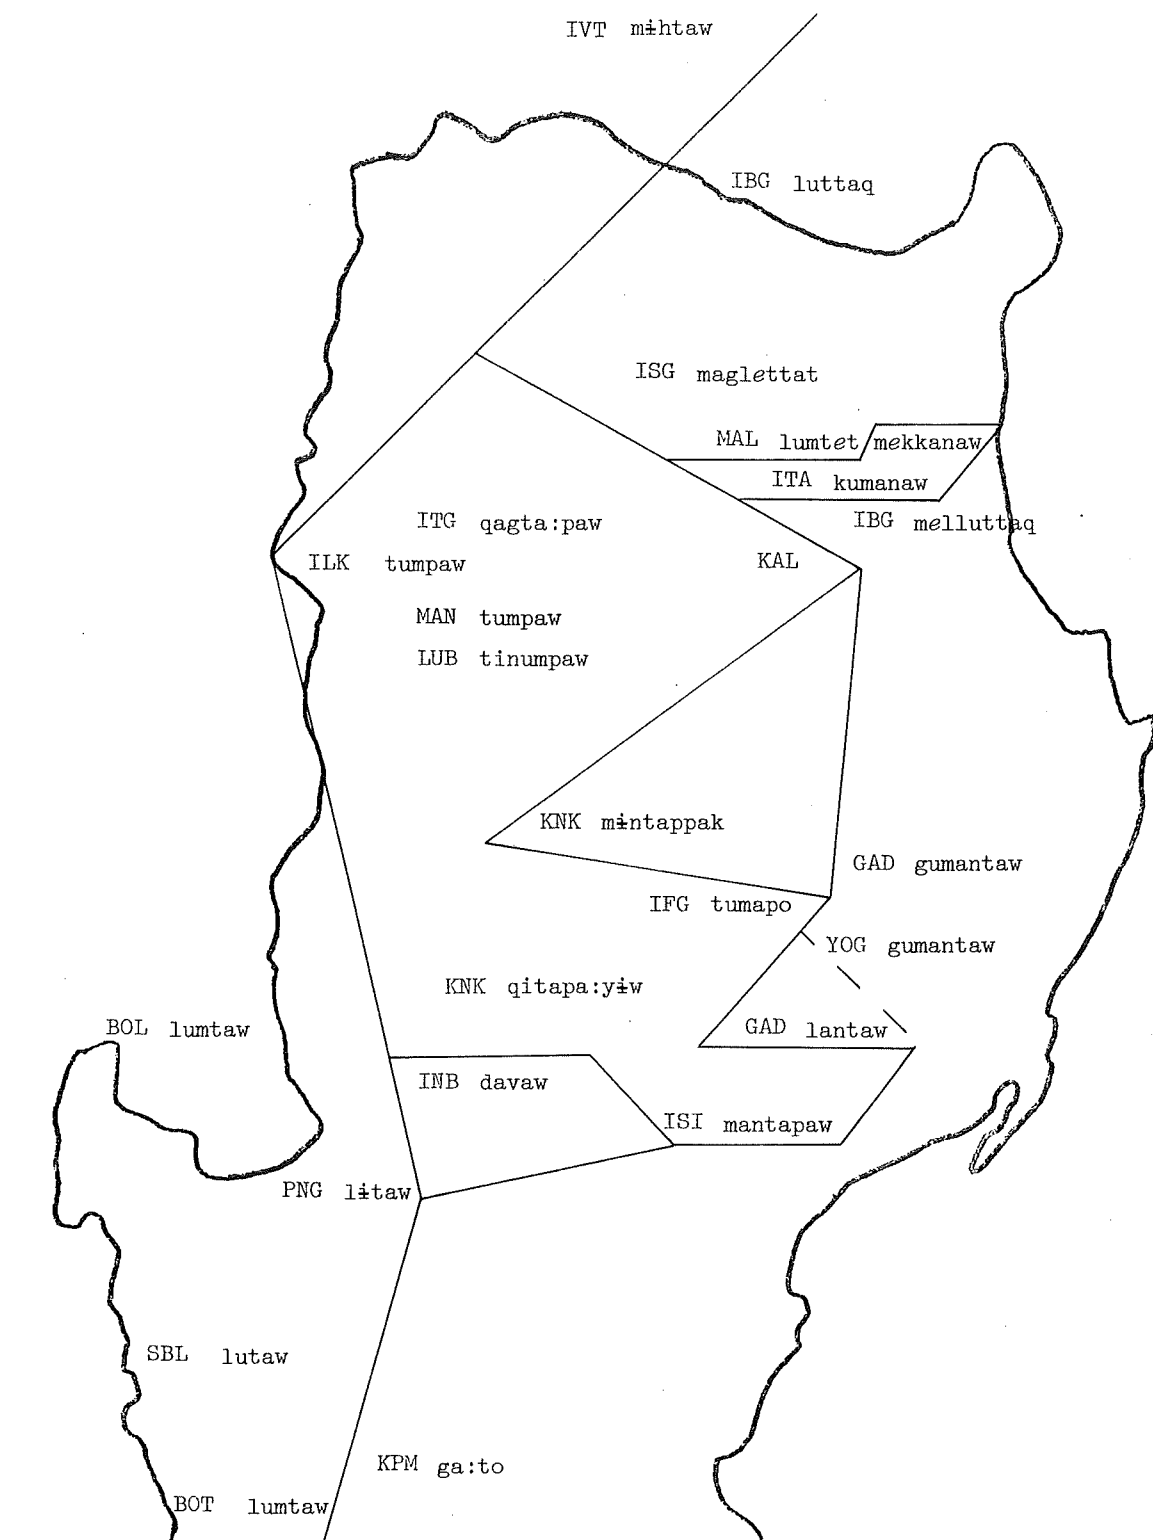 IVT mɨhtaw
IBG luttaq
ISG maglettat
MAL lumtet mekkanaw
ITA kumanaw
IBG melluttaq
ITG qagta:paw
ILK tumpaw
KAL
MAN tumpaw
LUB tinumpaw
KNK mɨntappak
GAD gumantaw
IFG tumapo
YOG gumantaw
KNK qitapa:yɨw
BOL lumtaw
GAD lantaw
INB davaw
ISI mantapaw
PNG lɨtaw
SBL lutaw
KPM ga:to
BOT lumtaw